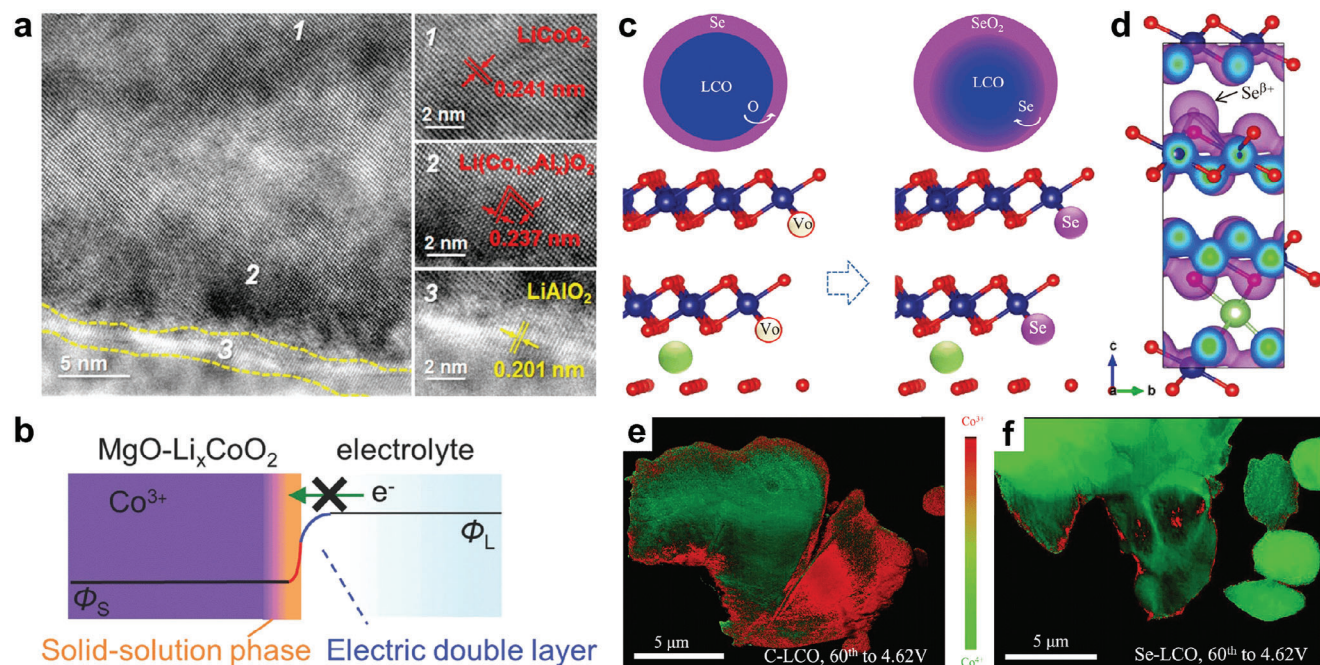 a
1
2
3
5 nm
1
LiCoO2
0.241 nm
2 nm
2
Li(Co1-xAlx)O2
0.237 nm
2 nm
3
LiAlO2
0.201 nm
2 nm
b
MgO-LixCoO2 electrolyte
Co3+
e-
ΦL
ΦS
Solid-solution phase Electric double layer
c
Se
LCO
O
SeO2
LCO
Se
Vo
Vo
Se
Se
d
Seβ+
c
a
b
e
5 μm
C-LCO, 60th to 4.62V
Co3+
Co4+
f
5 μm
Se-LCO, 60th to 4.62V